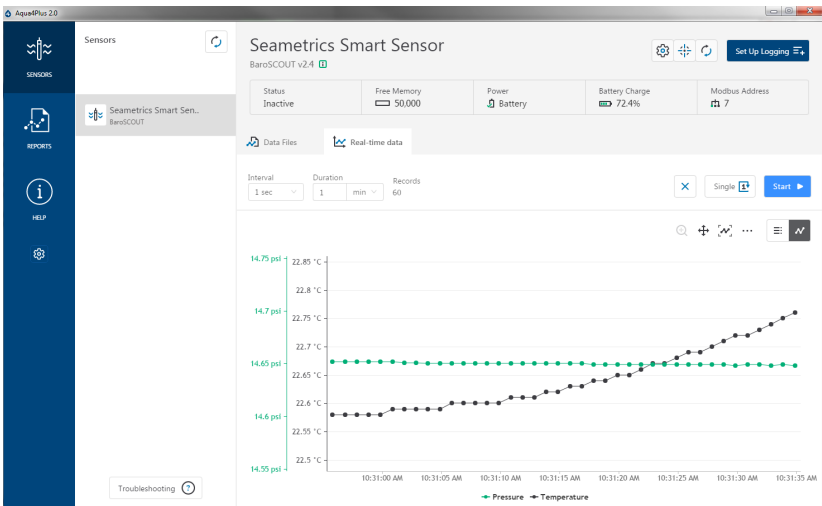 Aqua4Plus 2.0
SENSORS
REPORTS
HELP
Sensors
Seametrics Smart Sen..
BaroSCOUT
Troubleshooting ?
Seametrics Smart Sensor
BaroSCOUT v2.4
Set Up Logging
Status Free Memory Power Battery Charge Modbus Address
Inactive 50,000 Battery 72.4% 7
Data Files Real-time data
Interval Duration Records
1 sec 1 min 60
Single 1 Start
14.75 psi 22.85 °C
22.8 °C
14.7 psi
22.75 °C
22.7 °C
14.65 psi
22.65 °C
22.6 °C
14.6 psi
22.55 °C
22.5 °C
14.55 psi
10:31:00 AM 10:31:05 AM 10:31:10 AM 10:31:15 AM 10:31:20 AM 10:31:25 AM 10:31:30 AM 10:31:35 AM
Pressure Temperature